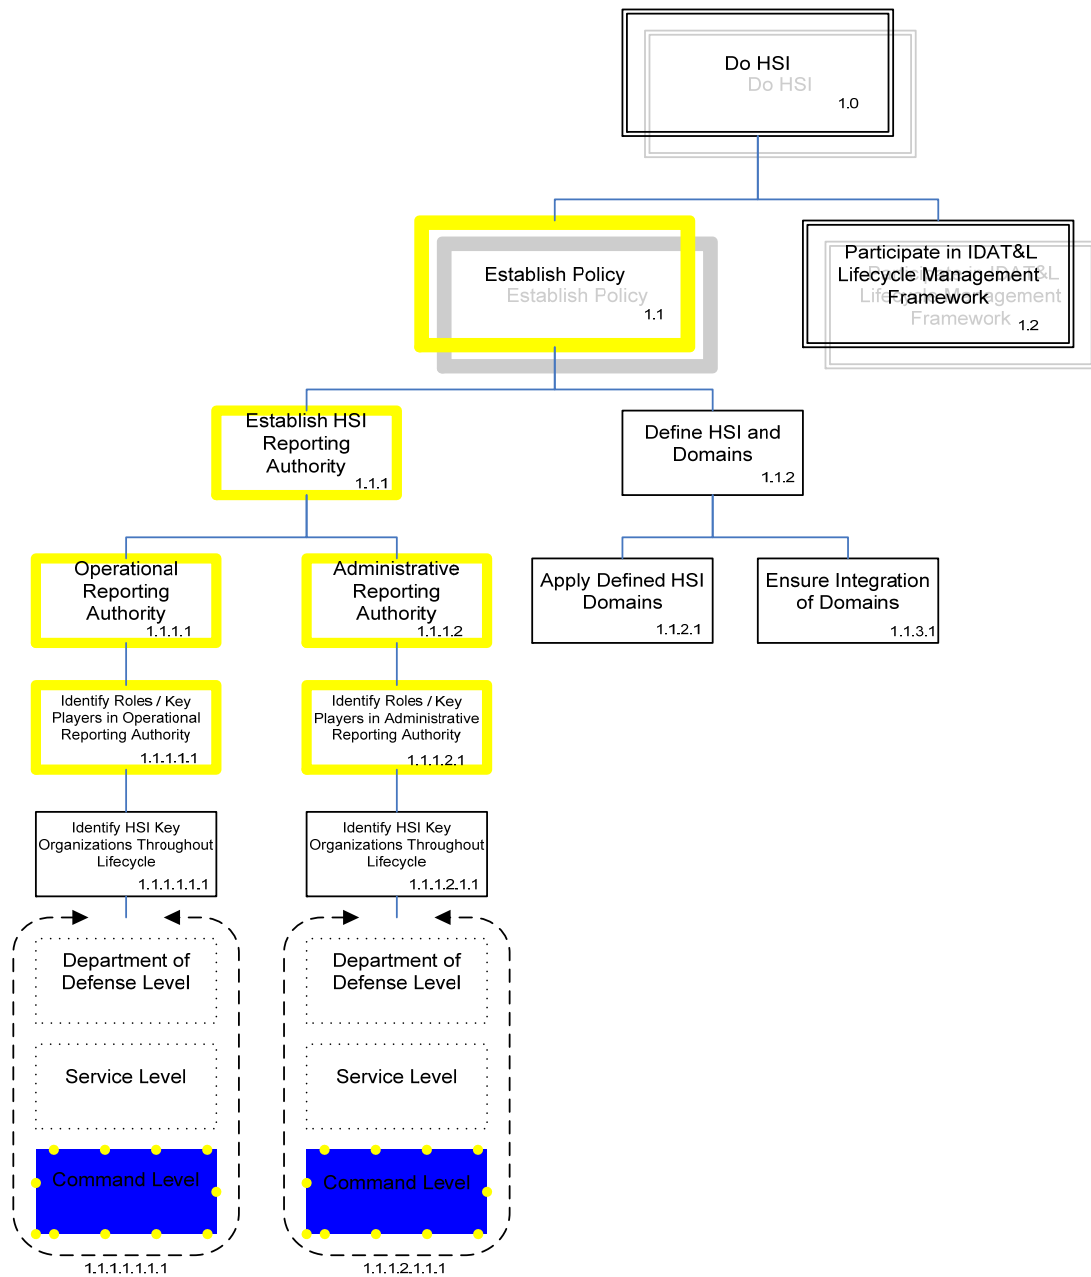 Do HSI
Do HSI
1.0
Establish Policy
Establish Policy
1.1
Participate in IDAT&L
Lifecycle Management
Framework
Participate in IDAT&L
Lifecycle Management
Framework
1.2
Establish HSI
Reporting
Authority
1.1.1
Define HSI and
Domains
1.1.2
Operational
Reporting
Authority
1.1.1.1
Administrative
Reporting
Authority
1.1.1.2
Apply Defined HSI
Domains
1.1.2.1
Ensure Integration
of Domains
1.1.3.1
Identify Roles / Key
Players in Operational
Reporting Authority
1.1.1.1.1
Identify Roles / Key
Players in Administrative
Reporting Authority
1.1.1.2.1
Identify HSI Key
Organizations Throughout
Lifecycle
1.1.1.1.1.1
Identify HSI Key
Organizations Throughout
Lifecycle
1.1.1.2.1.1
Department of
Defense Level
Service Level
Command Level
1.1.1.1.1.1.1
Department of
Defense Level
Service Level
Command Level
1.1.1.2.1.1.1